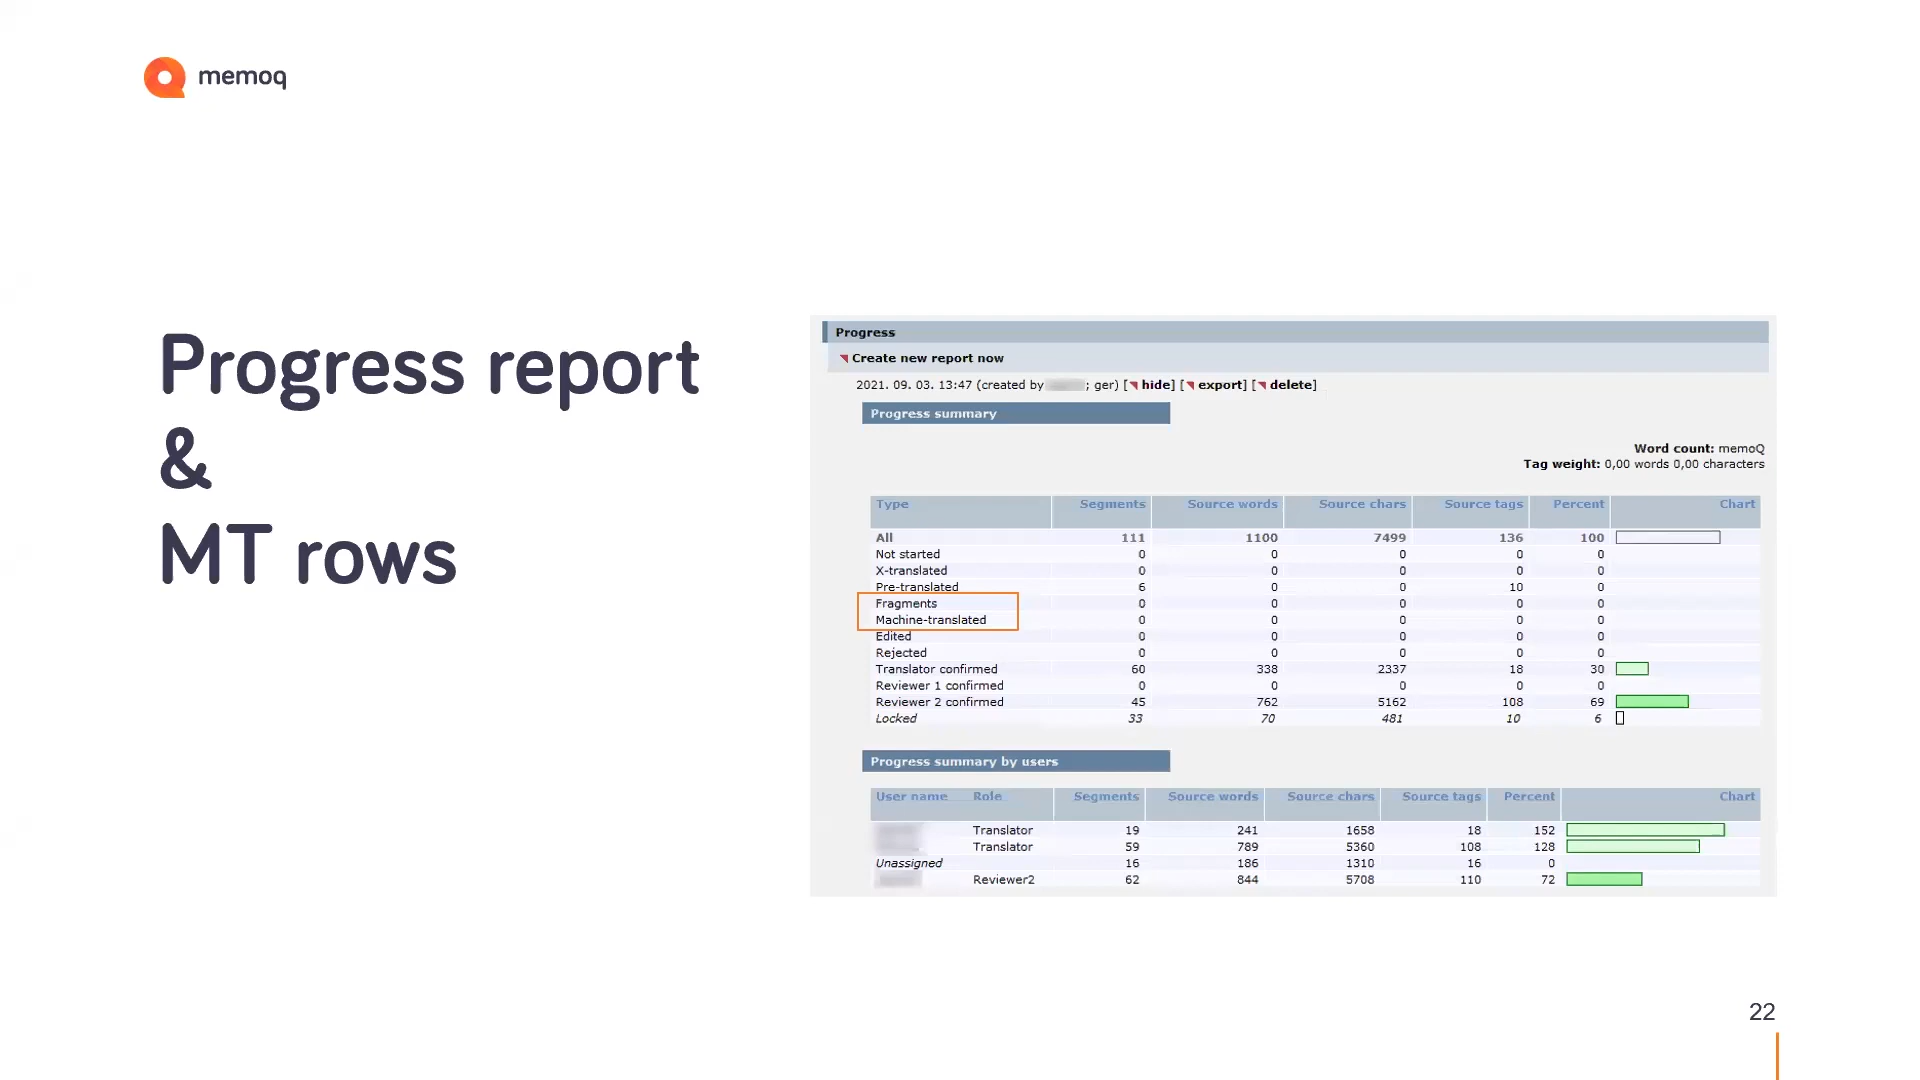 memoq
Progress report
&
MT rows
Progress
Create new report now
2021. 09. 03. 13:47 (created by ; ger) [ hide] [ export] [ delete]
Progress summary
Word count: memoQ
Tag weight: 0,00 words 0,00 characters
Type Segments Source words Source chars Source tags Percent Chart
All 111 1100 7499 136 100
Not started 0 0 0 0 0
X-translated 0 0 0 0 0
Pre-translated 6 0 0 10 0
Fragments 0 0 0 0 0
Machine-translated 0 0 0 0 0
Edited 0 0 0 0 0
Rejected 0 0 0 0 0
Translator confirmed 60 338 2337 18 30
Reviewer 1 confirmed 0 0 0 0 0
Reviewer 2 confirmed 45 762 5162 108 69
Locked 33 70 481 10 6
Progress summary by users
User name Role Segments Source words Source chars Source tags Percent Chart
Translator 19 241 1658 18 152
Translator 59 789 5360 108 128
Unassigned 16 186 1310 16 0
Reviewer2 62 844 5708 110 72
22